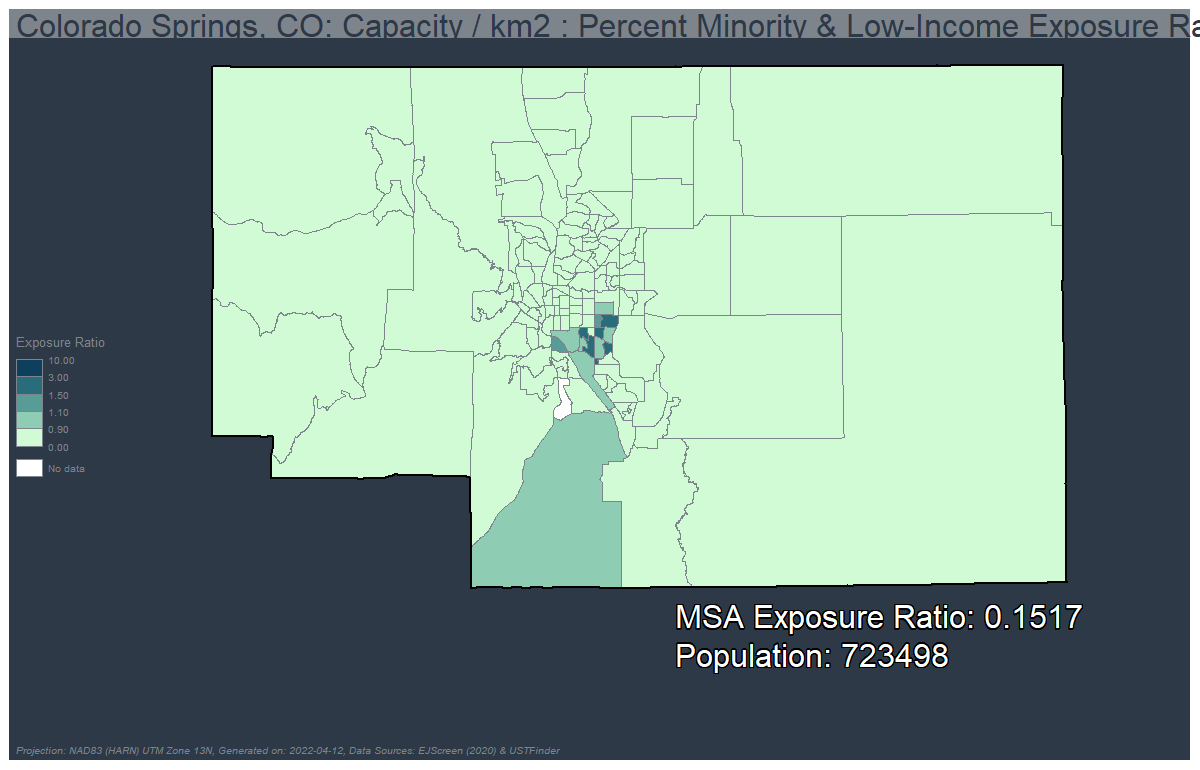 Colorado Springs, CO: Capacity / km2 : Percent Minority & Low-Income Exposure Ra
Exposure Ratio
10.00
3.00
1.50
1.10
0.90
0.00
No data
MSA Exposure Ratio: 0.1517
Population: 723498
Projection: NAD83 (HARN) UTM Zone 13N, Generated on: 2022-04-12, Data Sources: EJScreen (2020) & USTFinder